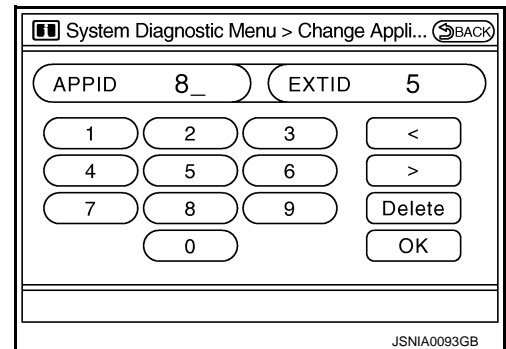 System Diagnostic Menu > Change Appli... BACK
APPID 8_ EXTID 5
1 2 3 <
4 5 6 >
7 8 9 Delete
0 OK
JSNIA0093GB